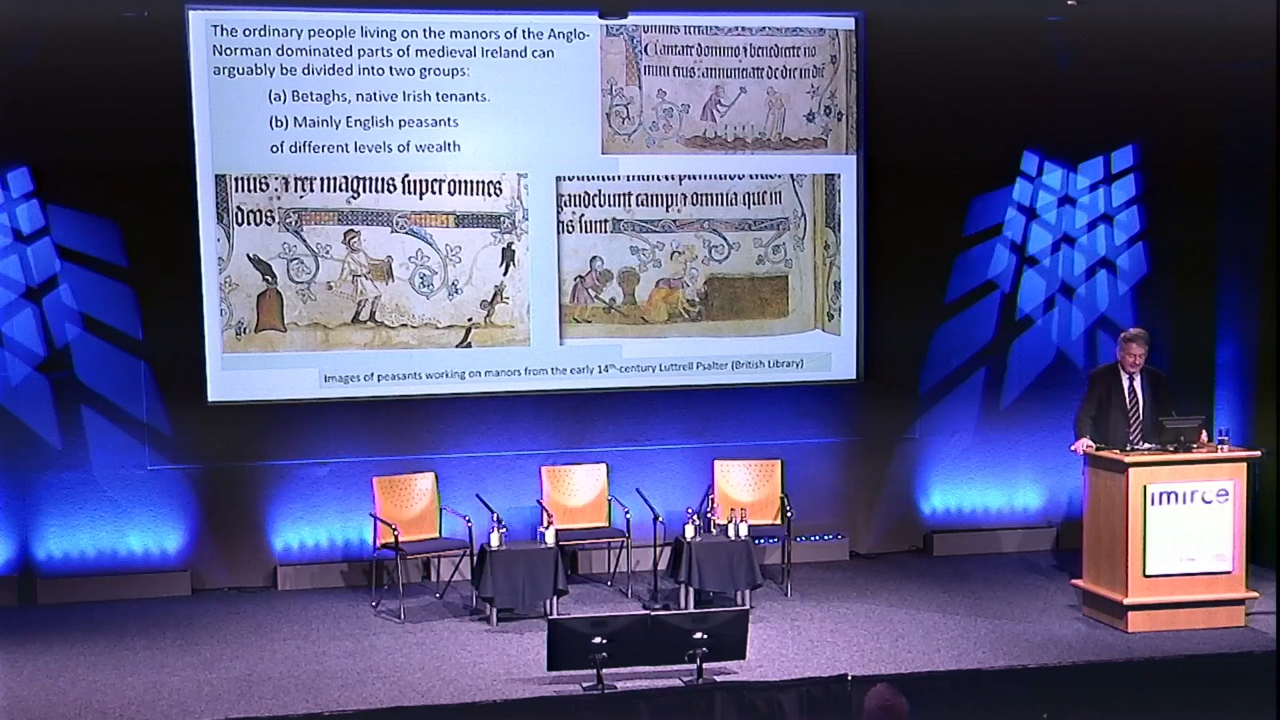 The ordinary people living on the manors of the Anglo-
Norman dominated parts of medieval Ireland can
arguably be divided into two groups:
(a) Betaghs, native Irish tenants.
(b) Mainly English peasants
of different levels of wealth
Cantate domino ⁊ benedicite no
mini eius: annunciate de die in
nus: ⁊ rex magnus super omnes
deos
gaudebunt campi ⁊ omnia que in
is sunt
Images of peasants working on manors from the early 14th-century Luttrell Psalter (British Library)
imirce